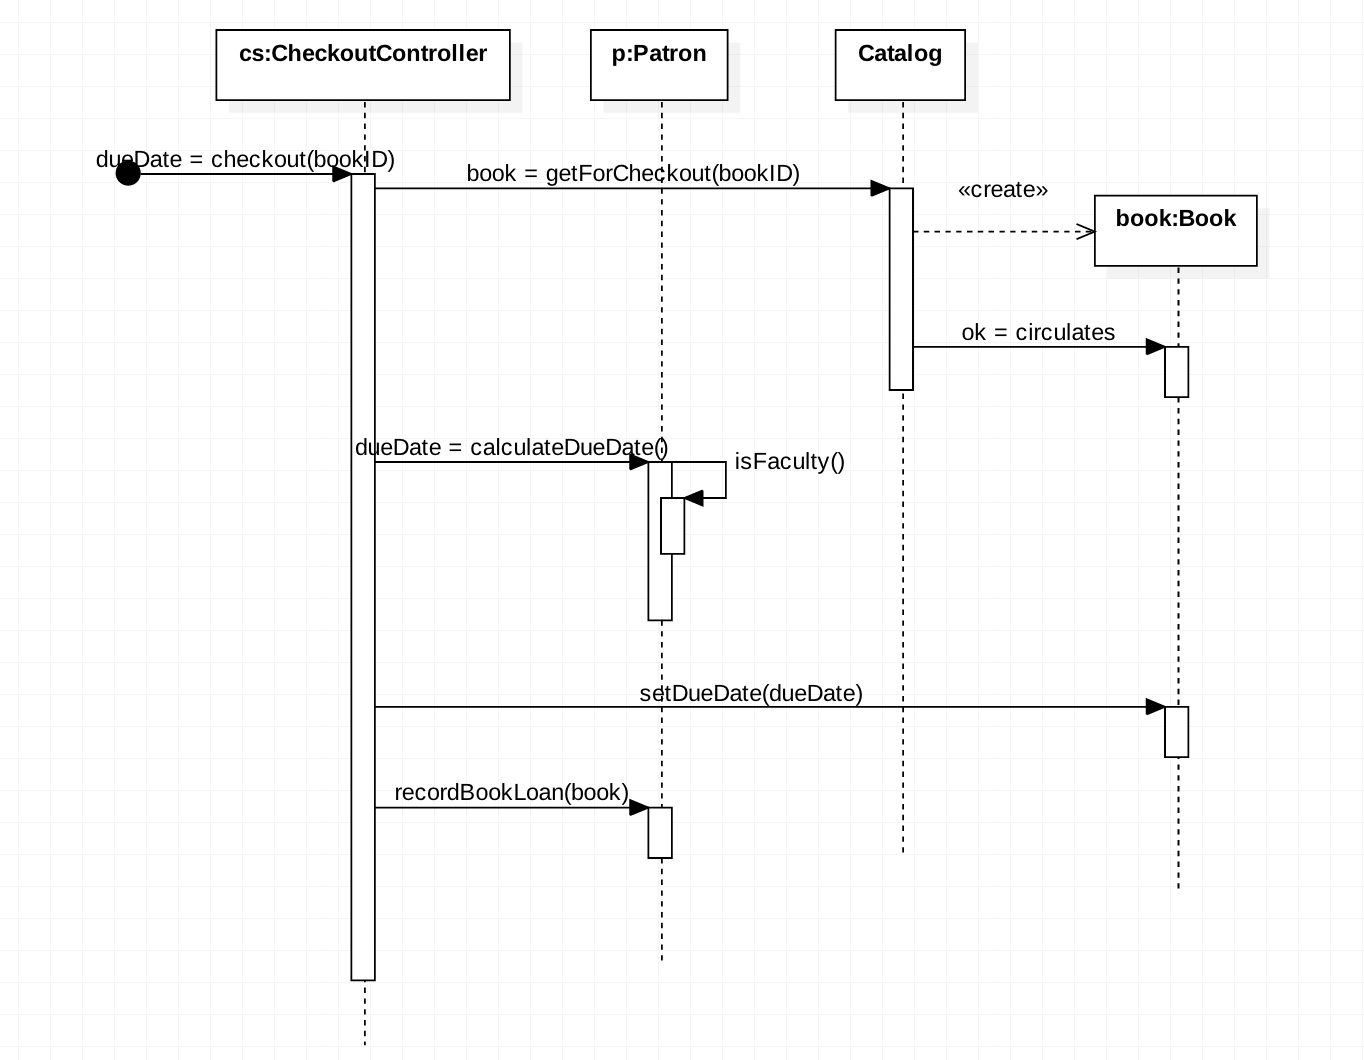 cs:CheckoutController
p:Patron
Catalog
dueDate = checkout(bookID)
book = getForCheckout(bookID)
«create»
book:Book
ok = circulates
dueDate = calculateDueDate()
isFaculty()
setDueDate(dueDate)
recordBookLoan(book)